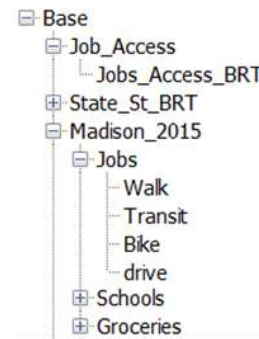 Base
Job_Access
Jobs_Access_BRT
State_St_BRT
Madison_2015
Jobs
Walk
Transit
Bike
drive
Schools
Groceries